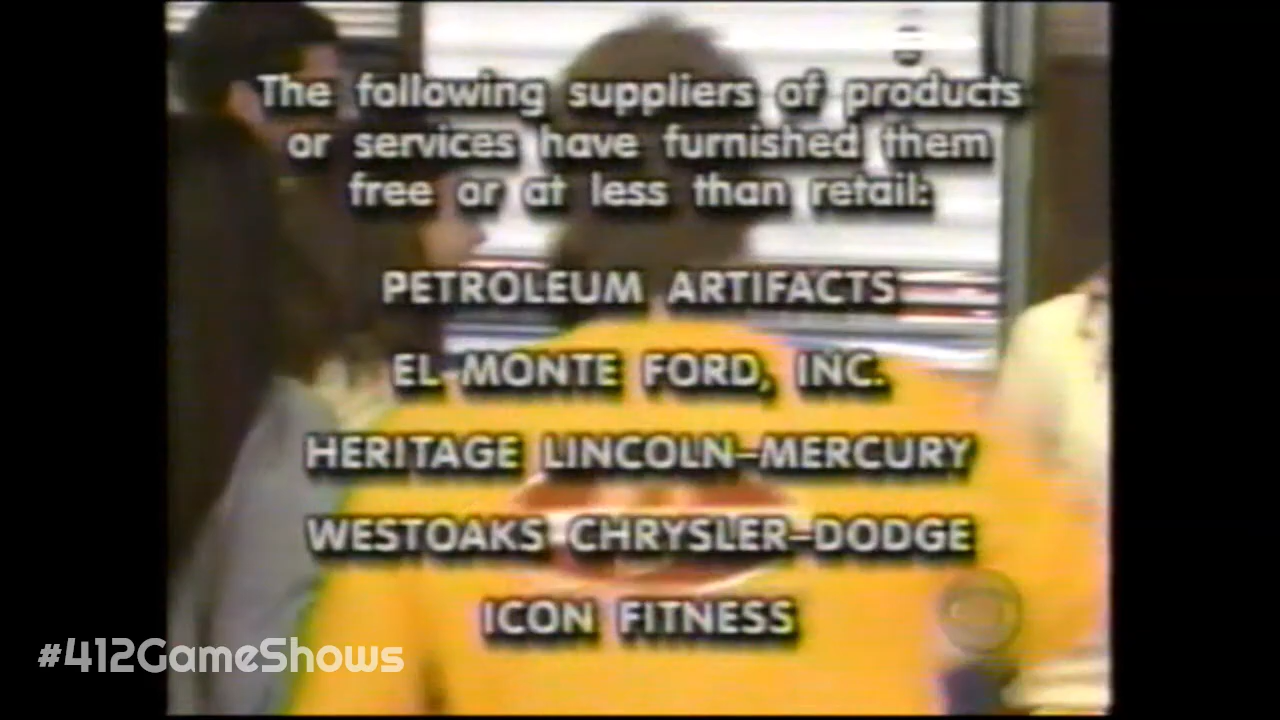 The following suppliers of products
or services have furnished them
free or at less than retail:
PETROLEUM ARTIFACTS
EL MONTE FORD, INC.
HERITAGE LINCOLN-MERCURY
WESTOAKS CHRYSLER-DODGE
ICON FITNESS
#412GameShows